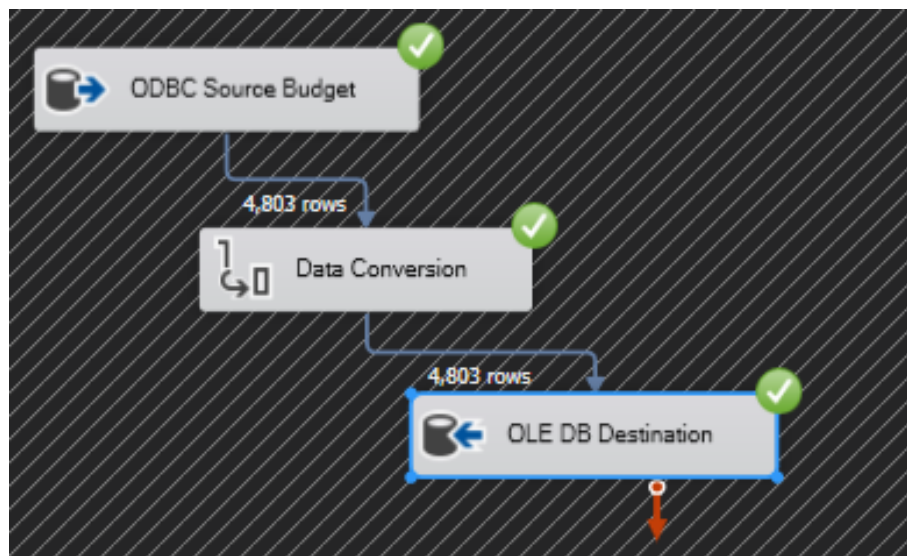 ODBC Source Budget
4,803 rows
Data Conversion
4,803 rows
OLE DB Destination